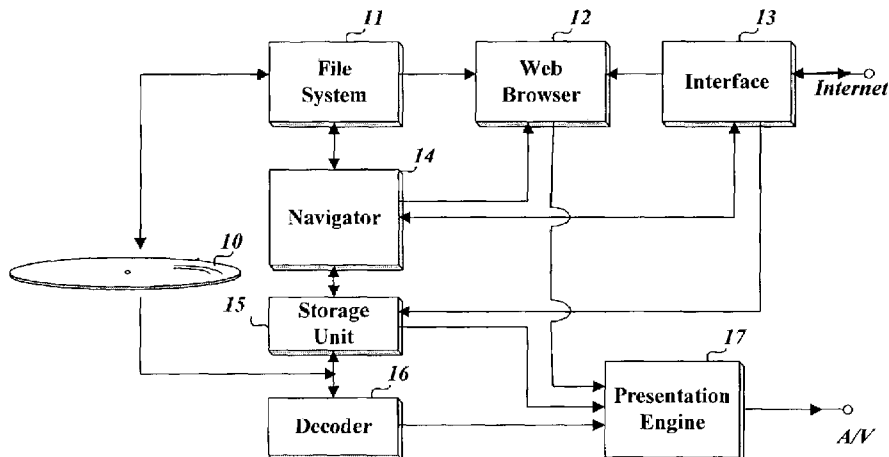 11
12
13
File
System
Web
Browser
Interface
Internet
14
Navigator
10
15
Storage
Unit
16
Decoder
17
Presentation
Engine
A/V